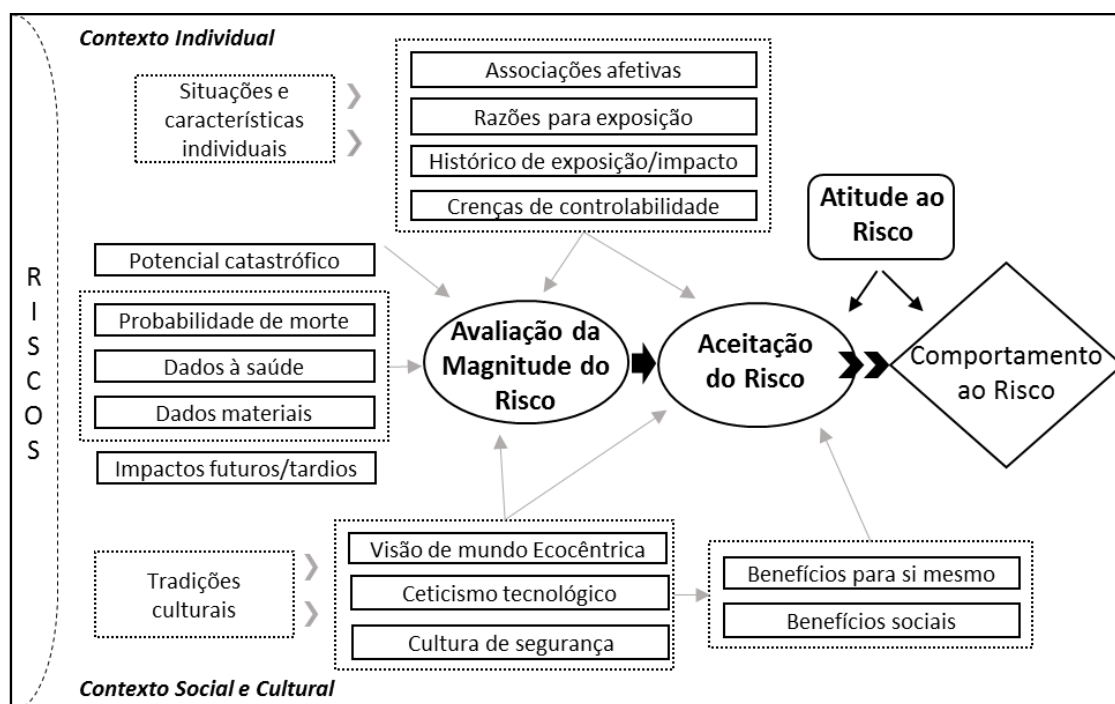 Contexto Individual
Situações e
características
individuais
Associações afetivas
Razões para exposição
Histórico de exposição/impacto
Crenças de controlabilidade
Atitude ao
Risco
RISCOS
Potencial catastrófico
Probabilidade de morte
Dados à saúde
Dados materiais
Impactos futuros/tardios
Avaliação da
Magnitude do
Risco
Aceitação
do Risco
Comportamento
ao Risco
Tradições
culturais
Visão de mundo Ecocêntrica
Ceticismo tecnológico
Cultura de segurança
Benefícios para si mesmo
Benefícios sociais
Contexto Social e Cultural